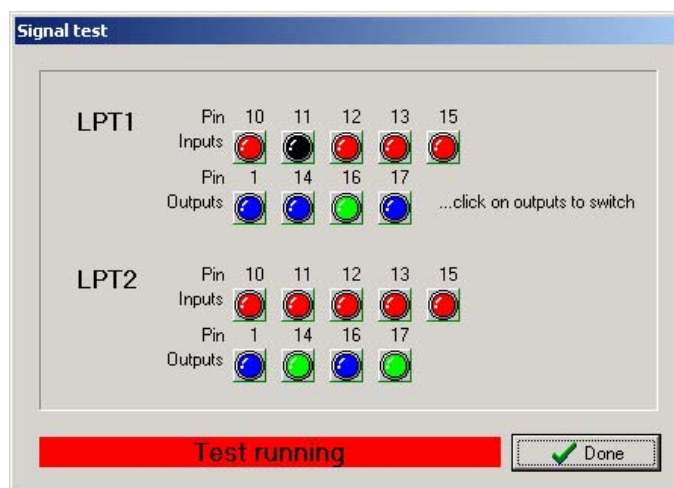 Signal test
LPT1
Pin 10 11 12 13 15
Inputs
Pin 1 14 16 17
Outputs
...click on outputs to switch
LPT2
Pin 10 11 12 13 15
Inputs
Pin 1 14 16 17
Outputs
Test running
Done